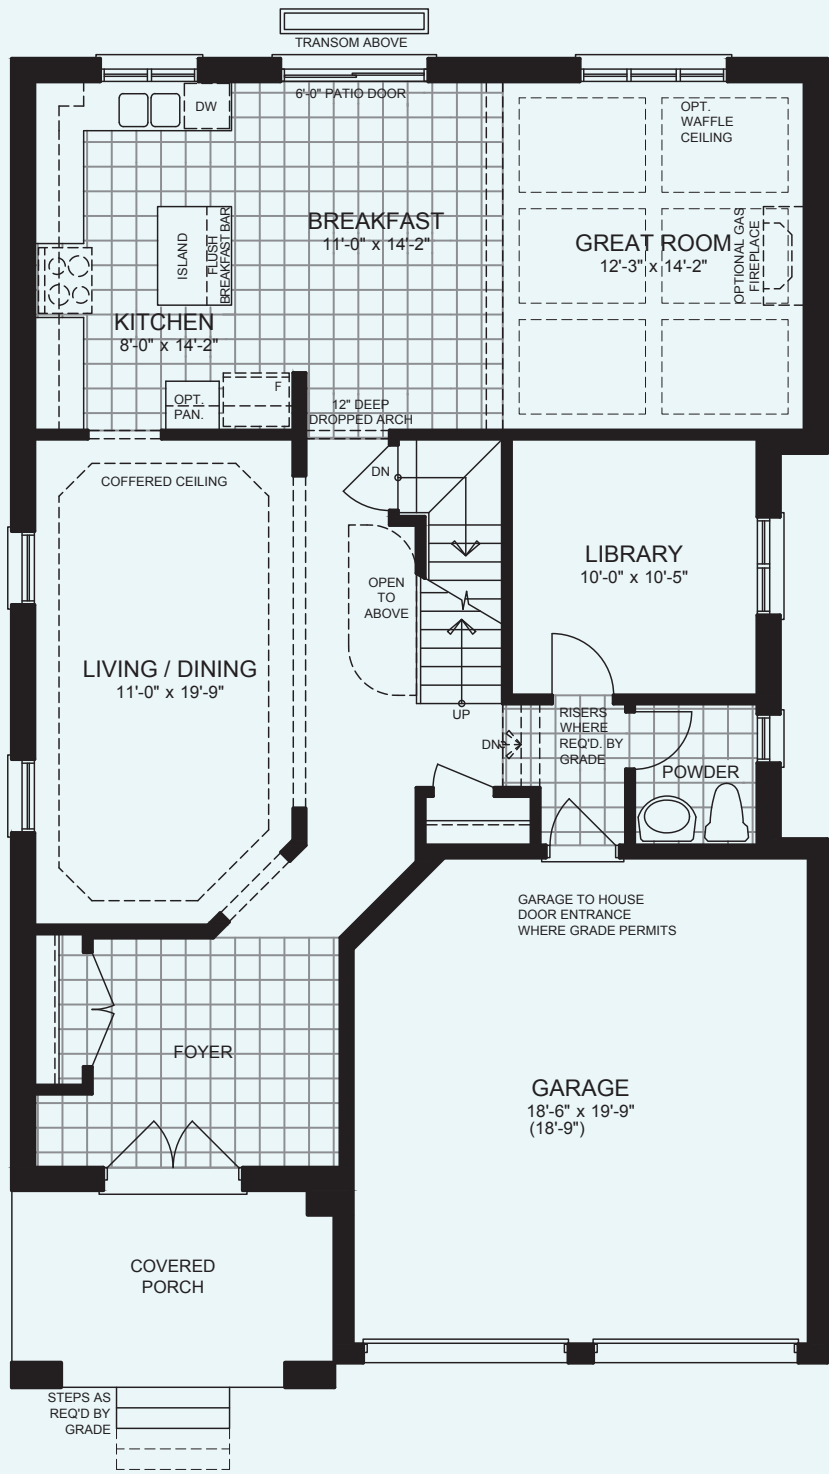 TRANSOM ABOVE
6'-0" PATIO DOOR
DW
OPT.
WAFFLE
CEILING
BREAKFAST
11'-0" x 14'-2"
ISLAND
FLUSH
BREAKFAST BAR
GREAT ROOM
12'-3" x 14'-2"
OPTIONAL GAS
FIREPLACE
KITCHEN
8'-0" x 14'-2"
OPT.
PAN.
F
12" DEEP
DROPPED ARCH
COFFERED CEILING
DN
LIBRARY
10'-0" x 10'-5"
OPEN
TO
ABOVE
LIVING / DINING
11'-0" x 19'-9"
UP
RISERS
WHERE
REQ'D. BY
GRADE
DN
POWDER
GARAGE TO HOUSE
DOOR ENTRANCE
WHERE GRADE PERMITS
FOYER
GARAGE
18'-6" x 19'-9"
(18'-9")
COVERED
PORCH
STEPS AS
REQ'D BY
GRADE